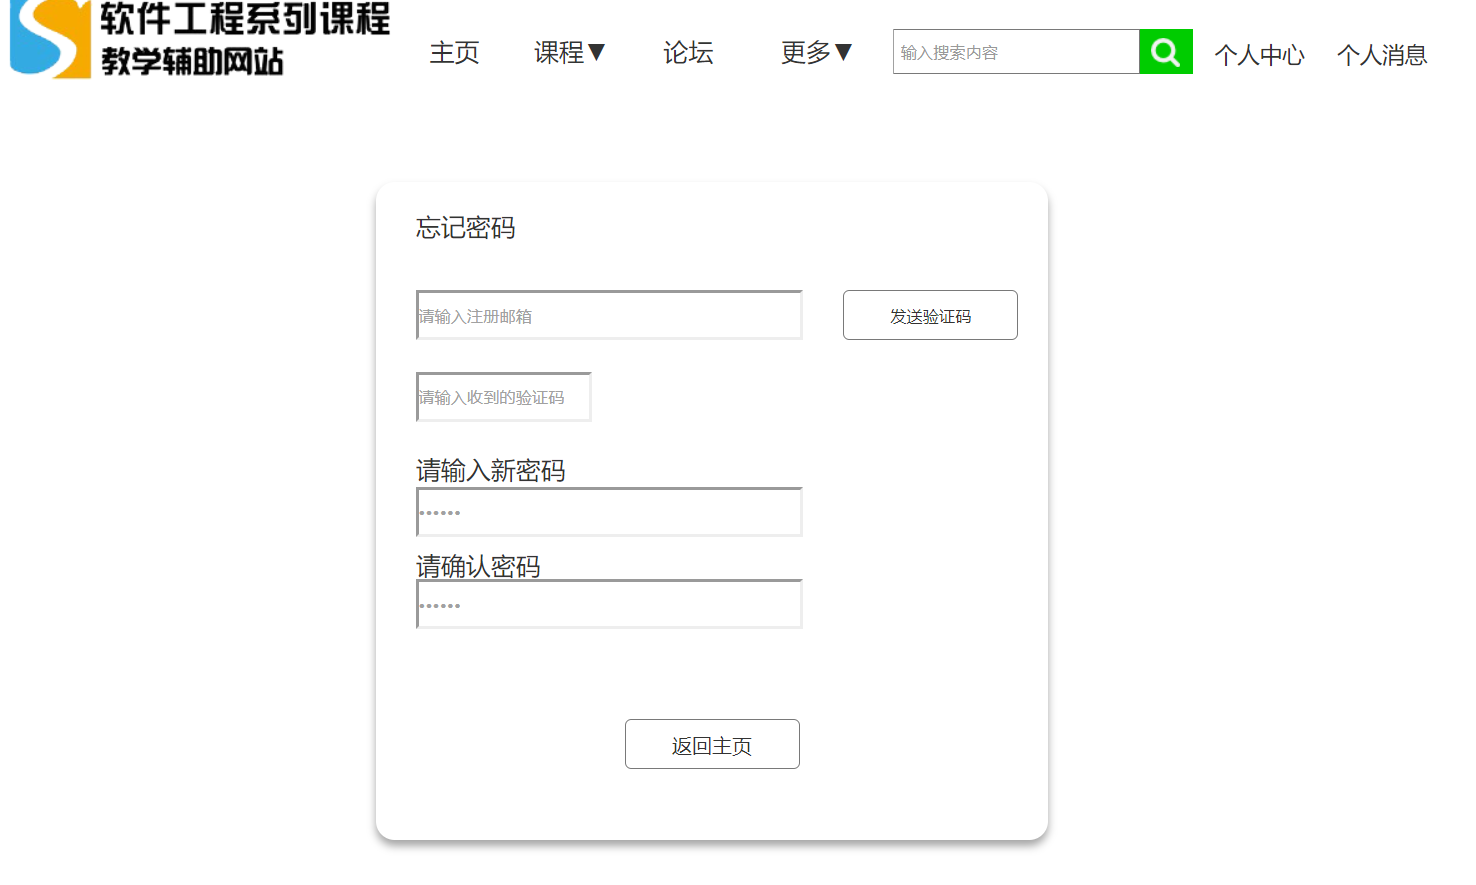 软件工程系列课程
教学辅助网站
主页 课程▼ 论坛 更多▼ 输入搜索内容 个人中心 个人消息
忘记密码
请输入注册邮箱 发送验证码
请输入收到的验证码
请输入新密码
••••••
请确认密码
••••••
返回主页